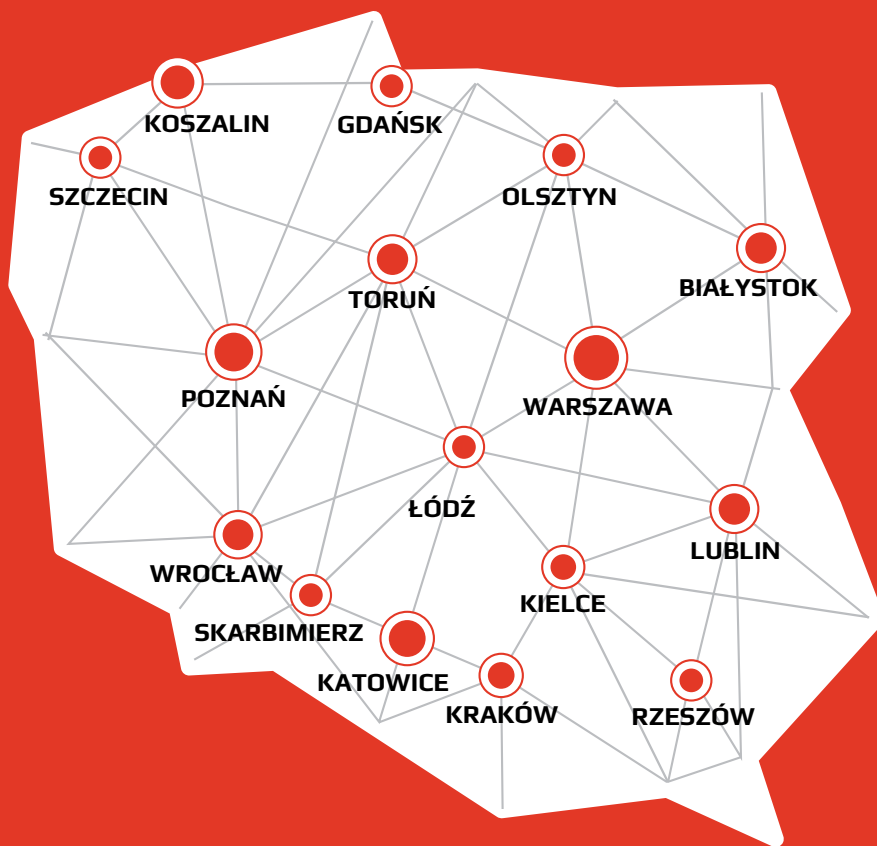 KOSZALIN
GDAŃSK
SZCZECIN
OLSZTYN
BIAŁYSTOK
TORUŃ
POZNAŃ
WARSZAWA
ŁÓDŹ
LUBLIN
WROCŁAW
KIELCE
SKARBIMIERZ
KATOWICE
KRAKÓW
RZESZÓW